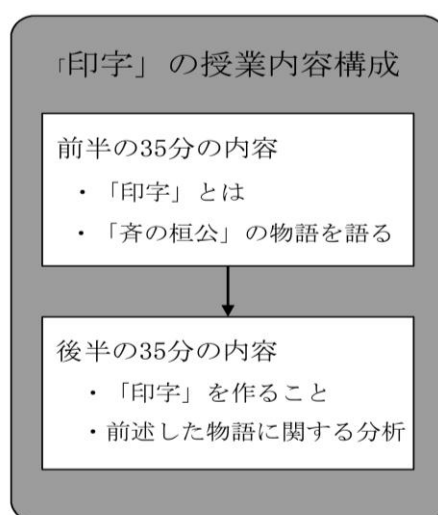 「印字」の授業内容構成
前半の35分の内容
・「印字」とは
・「斉の桓公」の物語を語る
後半の35分の内容
・「印字」を作ること
・前述した物語に関する分析